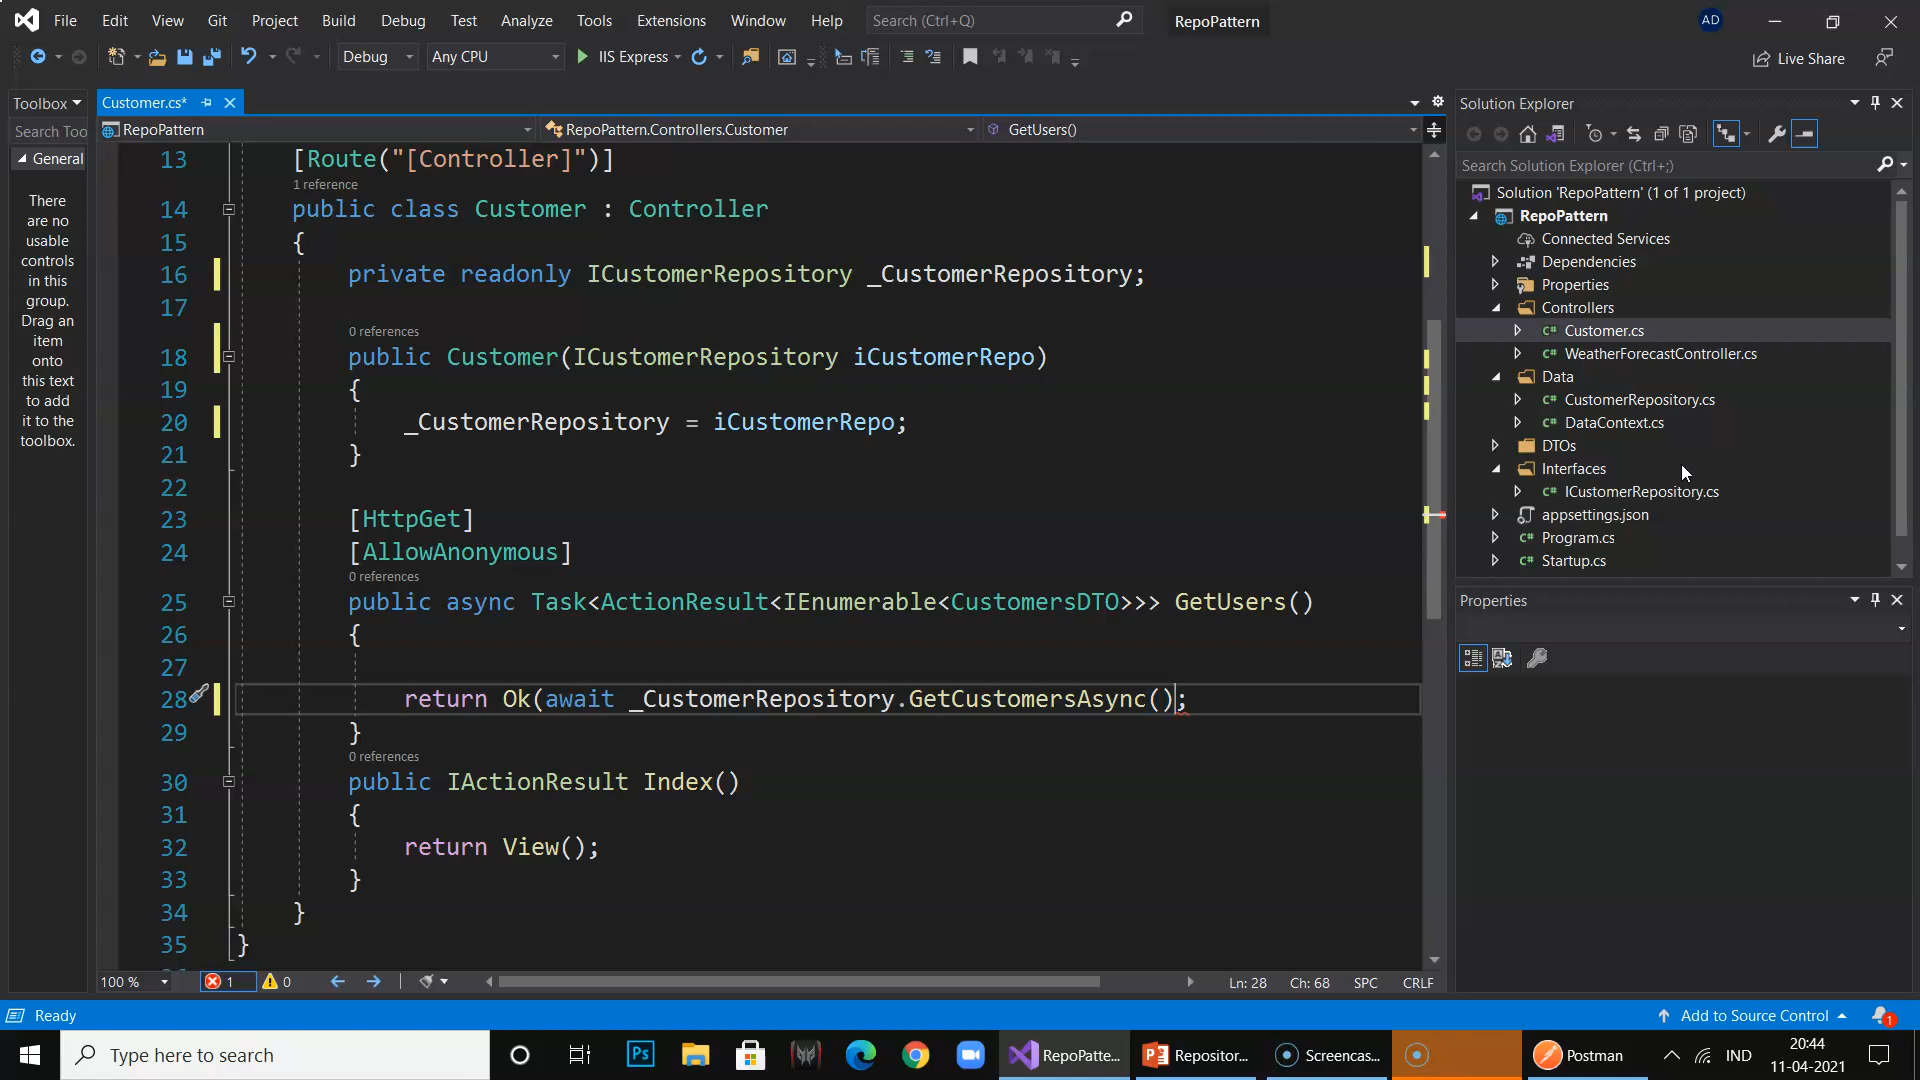 File Edit View Git Project Build Debug Test Analyze Tools Extensions Window Help Search (Ctrl+Q) RepoPattern AD
Debug Any CPU IIS Express Live Share
Toolbox
Search Too
General
There
are no
usable
controls
in this
group.
Drag an
item
onto
this text
to add
it to the
toolbox.
Customer.cs*
RepoPattern RepoPattern.Controllers.Customer GetUsers()
13 [Route("[Controller]")]
1 reference
14 public class Customer : Controller
15 {
16 private readonly ICustomerRepository _CustomerRepository;
17
0 references
18 public Customer(ICustomerRepository iCustomerRepo)
19 {
20 _CustomerRepository = iCustomerRepo;
21 }
22
23 [HttpGet]
24 [AllowAnonymous]
0 references
25 public async Task<ActionResult<IEnumerable<CustomersDTO>>> GetUsers()
26 {
27
28 return Ok(await _CustomerRepository.GetCustomersAsync();
29 }
0 references
30 public IActionResult Index()
31 {
32 return View();
33 }
34 }
35 }
100 % 1 0 Ln: 28 Ch: 68 SPC CRLF
Solution Explorer
Search Solution Explorer (Ctrl+;)
Solution 'RepoPattern' (1 of 1 project)
RepoPattern
Connected Services
Dependencies
Properties
Controllers
C# Customer.cs
C# WeatherForecastController.cs
Data
C# CustomerRepository.cs
C# DataContext.cs
DTOs
Interfaces
C# ICustomerRepository.cs
appsettings.json
C# Program.cs
C# Startup.cs
Properties
Ready Add to Source Control 1
Type here to search Ps RepoPatte... Repositor... Screencas... Postman IND 20:44
11-04-2021